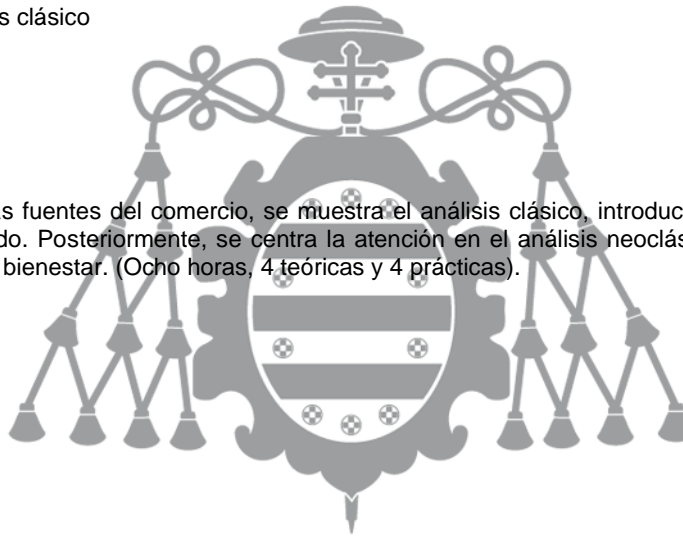 s clásico
s fuentes del comercio, se muestra el análisis clásico, introduc
do. Posteriormente, se centra la atención en el análisis neoclás
bienestar. (Ocho horas, 4 teóricas y 4 prácticas).